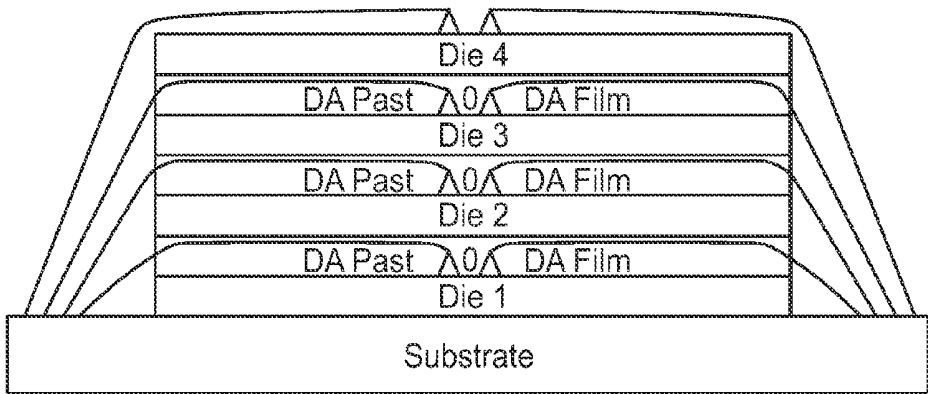 Die 4
DA Past 0 DA Film
Die 3
DA Past 0 DA Film
Die 2
DA Past 0 DA Film
Die 1
Substrate